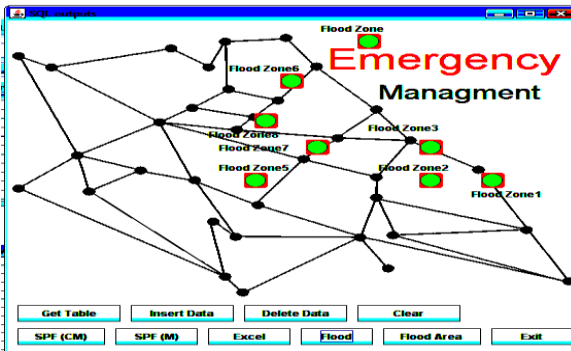 SQL outputs
Flood Zone
Emergency
Managment
Flood Zone6
Flood Zone8
Flood Zone7
Flood Zone3
Flood Zone5
Flood Zone2
Flood Zone1
Get Table
Insert Data
Delete Data
Clear
SPF (CM)
SPF (M)
Excel
Flood
Flood Area
Exit